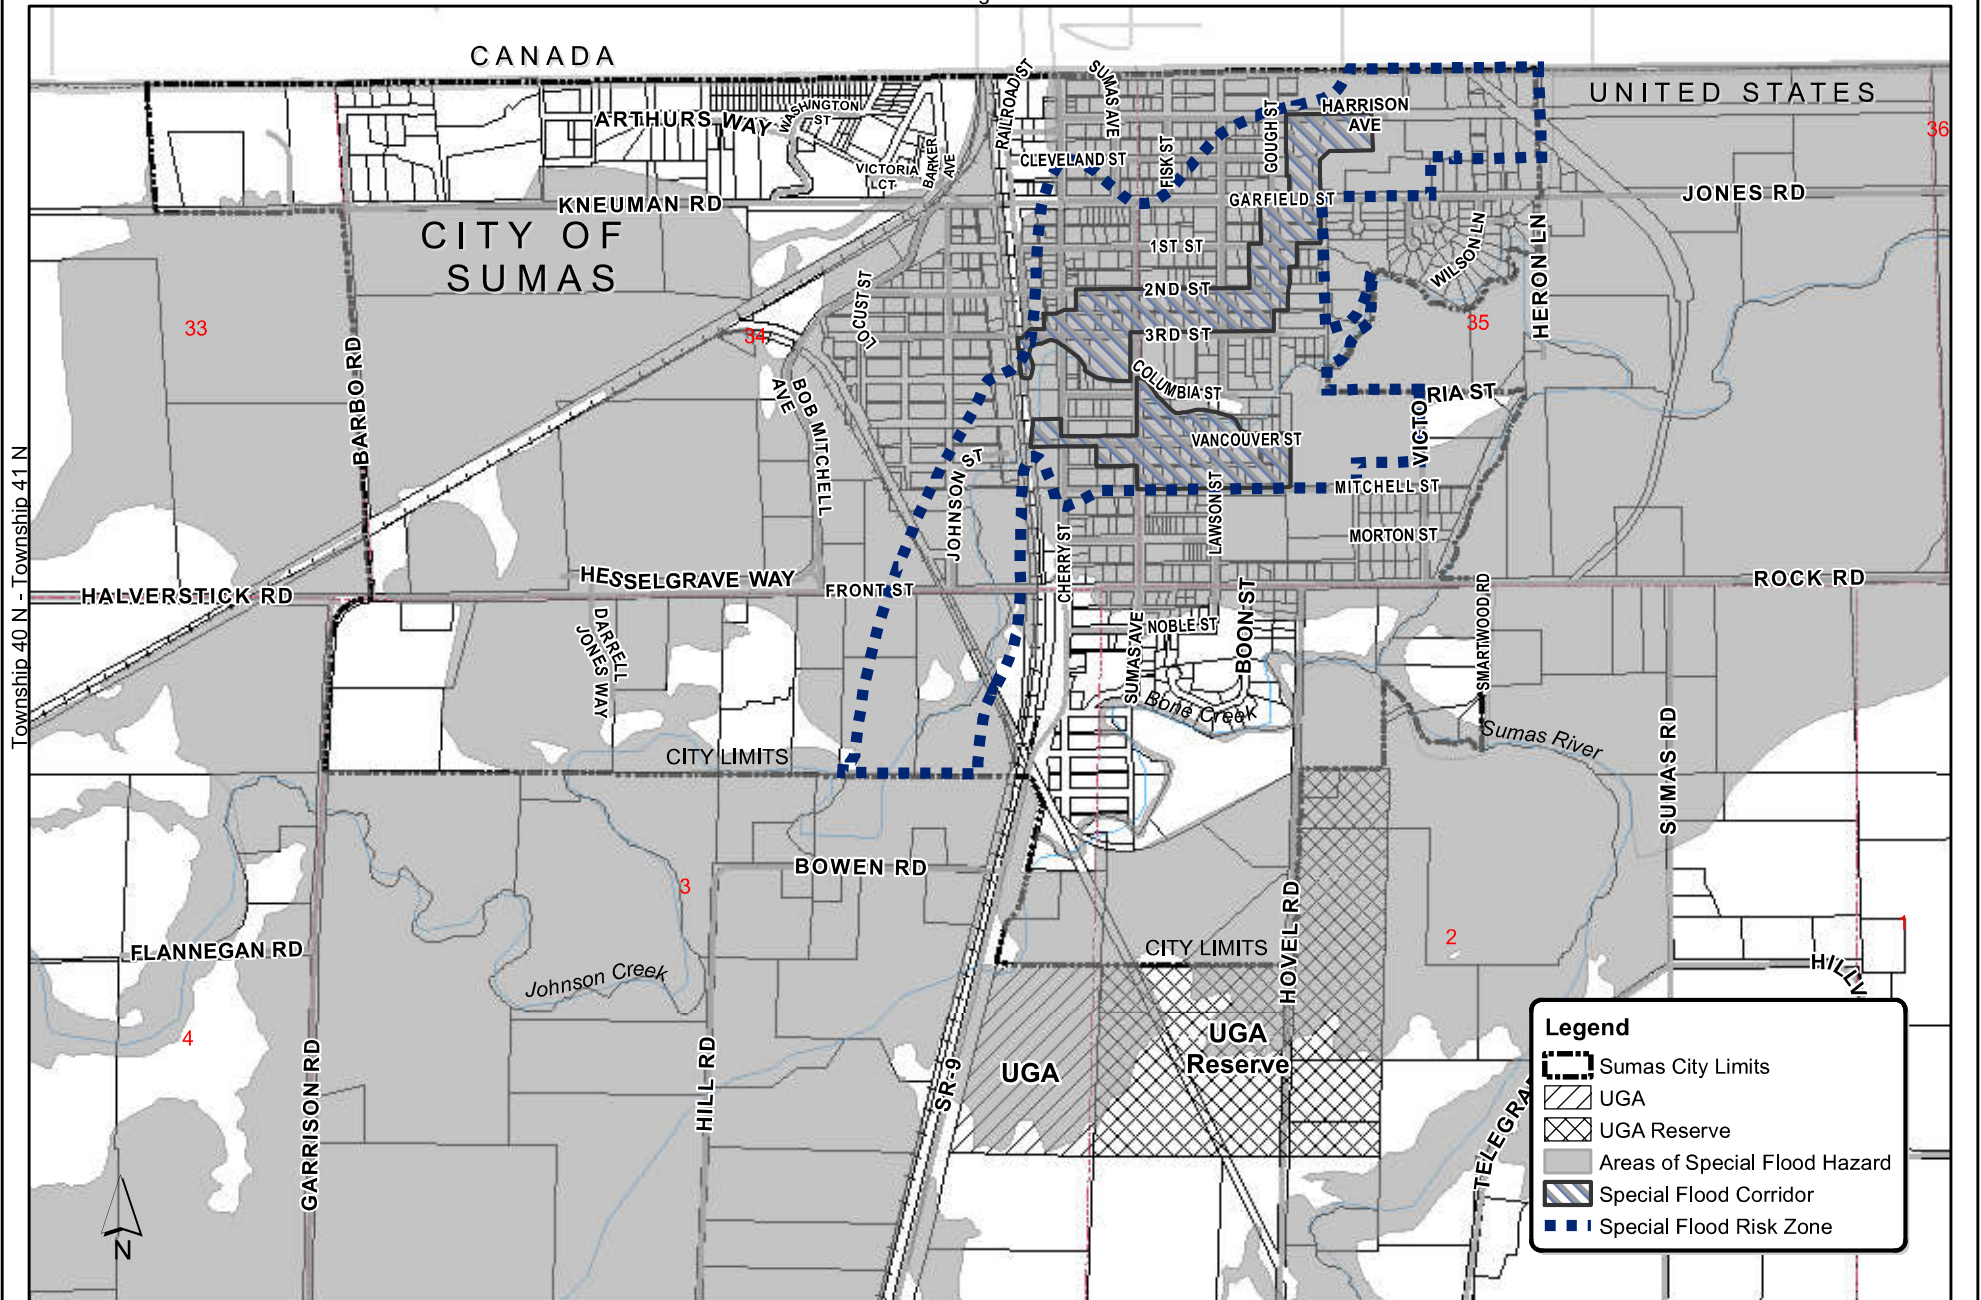 CANADA
UNITED STATES
36
RAILROAD ST
SUMAS AVE
HARRISON
AVE
WASHINGTON
ST
ARTHURS WAY
GOUGH ST
FISK ST
CLEVELAND ST
BARKER
AVE
VICTORIA
CT
JONES RD
KNEUMAN RD
GARFIELD ST
CITY OF
SUMAS
1ST ST
WILSON LN
HERON LN
2ND ST
LOCUST ST
33
34
35
3RD ST
BARBO RD
COLUMBIA ST
VICTORIA ST
BOB MITCHELL
AVE
VANCOUVER ST
Township 40 N - Township 41 N
JOHNSON ST
MITCHELL ST
LAWSON ST
MORTON ST
CHERRY ST
HESSELGRAVE WAY
ROCK RD
HALVERSTICK RD
FRONT ST
DARRELL
JONES WAY
NOBLE ST
BOON ST
SMARTWOOD RD
SUMAS AVE
Bone Creek
Sumas River
CITY LIMITS
SUMAS RD
BOWEN RD
3
2
1
HOVEL RD
FLANNEGAN RD
CITY LIMITS
Johnson Creek
4
UGA
UGA
Reserve
GARRISON RD
HILL RD
SR-9
N
Legend
Sumas City Limits
UGA
UGA Reserve
Areas of Special Flood Hazard
Special Flood Corridor
Special Flood Risk Zone